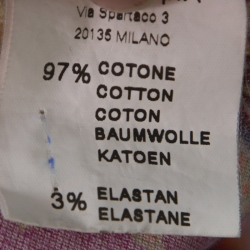 Via Spartaco 3
20135 MILANO
97% COTONE
COTTON
COTON
BAUMWOLLE
KATOEN
3% ELASTAN
ELASTANE